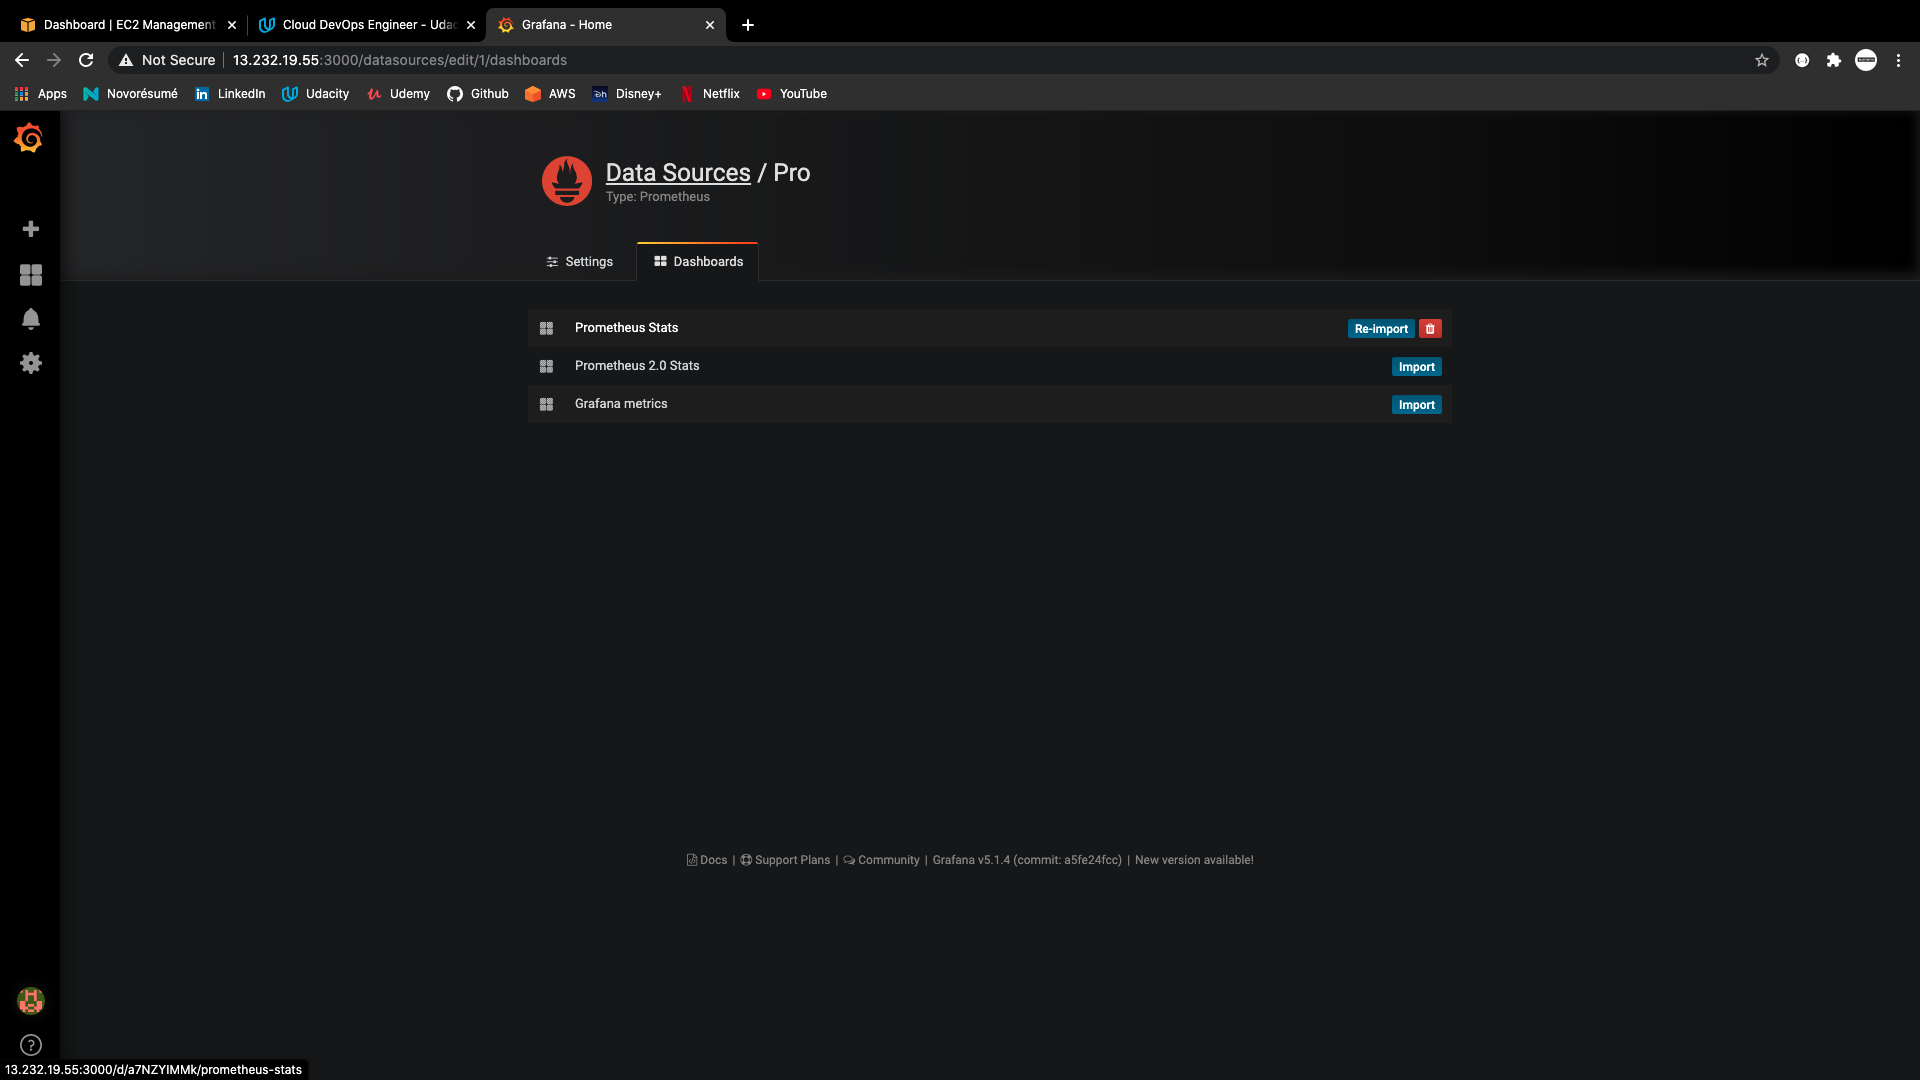 Dashboard | EC2 Management
Cloud DevOps Engineer - Udac
Grafana - Home
Not Secure
13.232.19.55:3000/datasources/edit/1/dashboards
Apps
Novorésumé
LinkedIn
Udacity
Udemy
Github
AWS
Disney+
Netflix
YouTube
Data Sources / Pro
Type: Prometheus
Settings
Dashboards
Prometheus Stats
Re-import
Prometheus 2.0 Stats
Import
Grafana metrics
Import
Docs | Support Plans | Community | Grafana v5.1.4 (commit: a5fe24fcc) | New version available!
13.232.19.55:3000/d/a7NZYIMMk/prometheus-stats